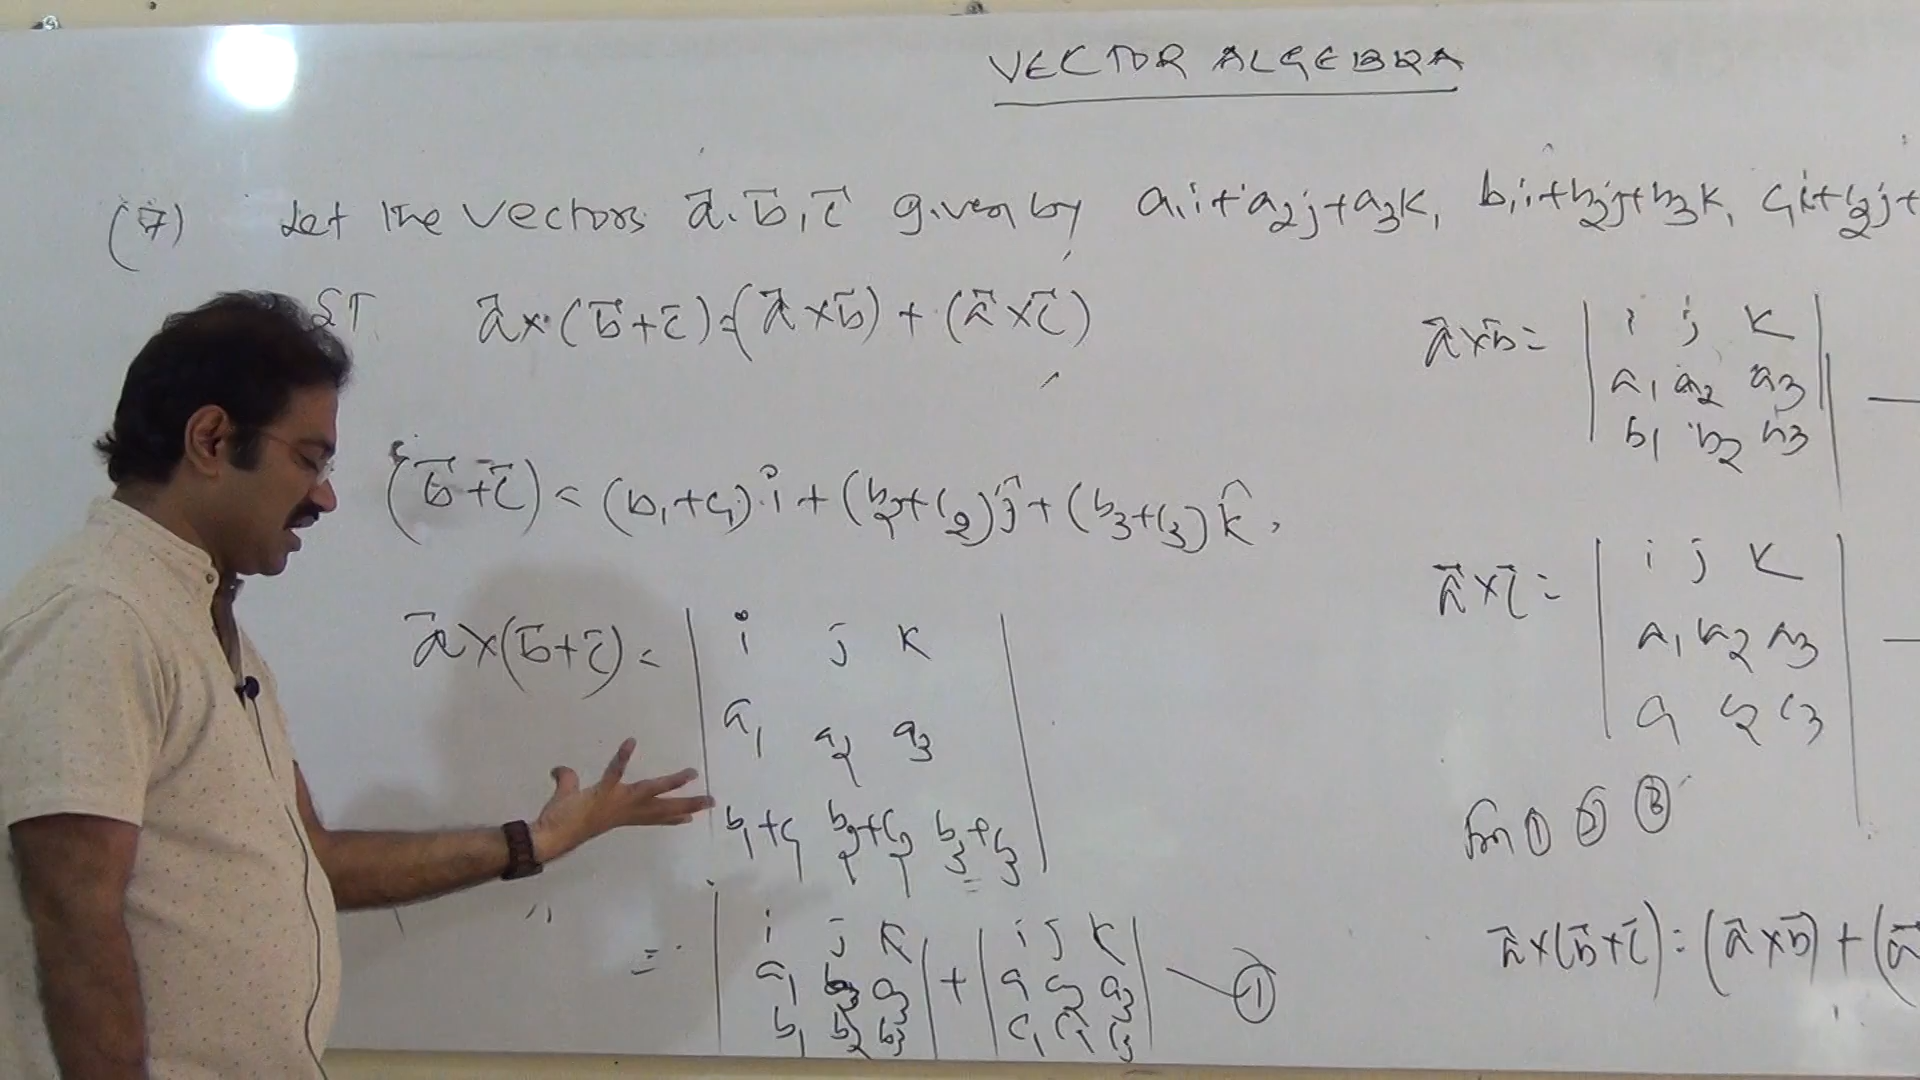 VECTOR ALGEBRA
(7) Let the vectors a⃗, b⃗, c⃗ given by a₁i+a₂j+a₃k, b₁i+b₂j+b₃k, c₁i+c₂j+
ST a⃗×(b⃗+c⃗)=(a⃗×b⃗)+(a⃗×c⃗)
(b⃗+c⃗) = (b₁+c₁)i+(b₂+c₂)ĵ+(b₃+c₃)k̂,
a⃗×(b⃗+c⃗) =
| i j k |
| a₁ a₂ a₃ |
| b₁+c₁ b₂+c₂ b₃+c₃ |
=
| i j k | + | i j k |
| a₁ a₂ a₃ | | a₁ a₂ a₃ | — ①
| b₁ b₂ b₃ | | c₁ c₂ c₃ |
a⃗×b⃗ =
| i j k |
| a₁ a₂ a₃ | —
| b₁ b₂ b₃ |
a⃗×c⃗ =
| i j k |
| a₁ a₂ a₃ | —
| c₁ c₂ c₃ |
from ① ② ③
a⃗×(b⃗×c⃗)=(a⃗×b⃗)+(a⃗